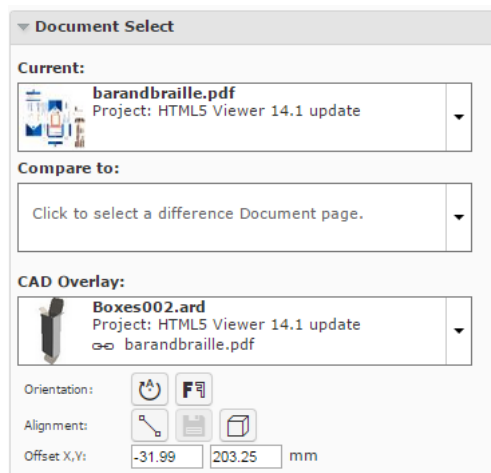 Document Select
Current:
barandbraille.pdf
Project: HTML5 Viewer 14.1 update
Compare to:
Click to select a difference Document page.
CAD Overlay:
Boxes002.ard
Project: HTML5 Viewer 14.1 update
barandbraille.pdf
Orientation:
Alignment:
Offset X,Y: -31.99 203.25 mm